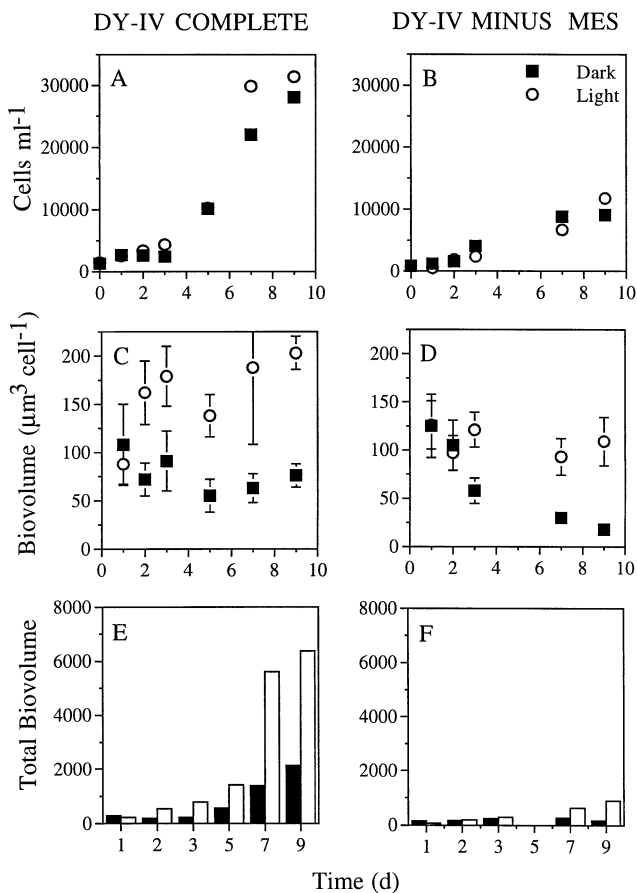 DY-IV COMPLETE
DY-IV MINUS MES
A
30000
20000
10000
0
Cells ml⁻¹
0 2 4 6 8 10
B
Dark
Light
30000
20000
10000
0
0 2 4 6 8 10
C
200
150
100
50
0
Biovolume (μm³ cell⁻¹)
0 2 4 6 8 10
D
200
150
100
50
0
0 2 4 6 8 10
E
8000
6000
4000
2000
0
Total Biovolume
1 2 3 5 7 9
F
8000
6000
4000
2000
0
1 2 3 5 7 9
Time (d)